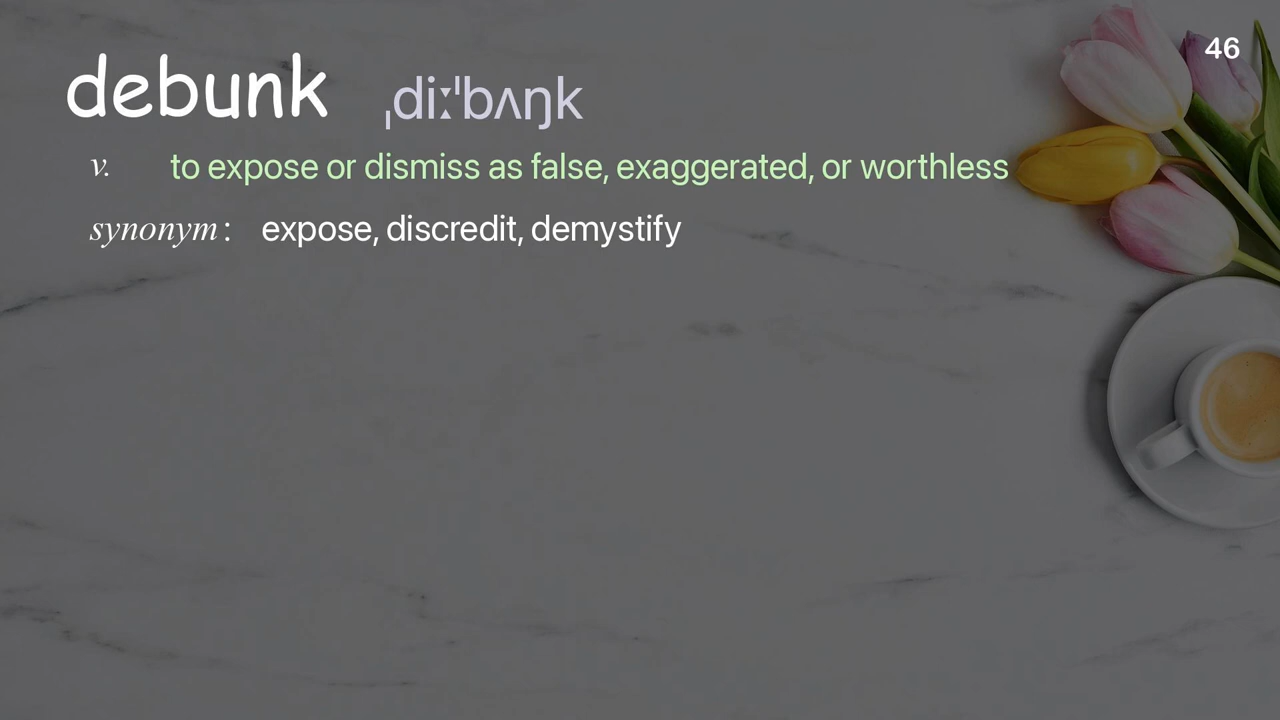 46
debunk ˌdiːˈbʌŋk
v. to expose or dismiss as false, exaggerated, or worthless
synonym : expose, discredit, demystify